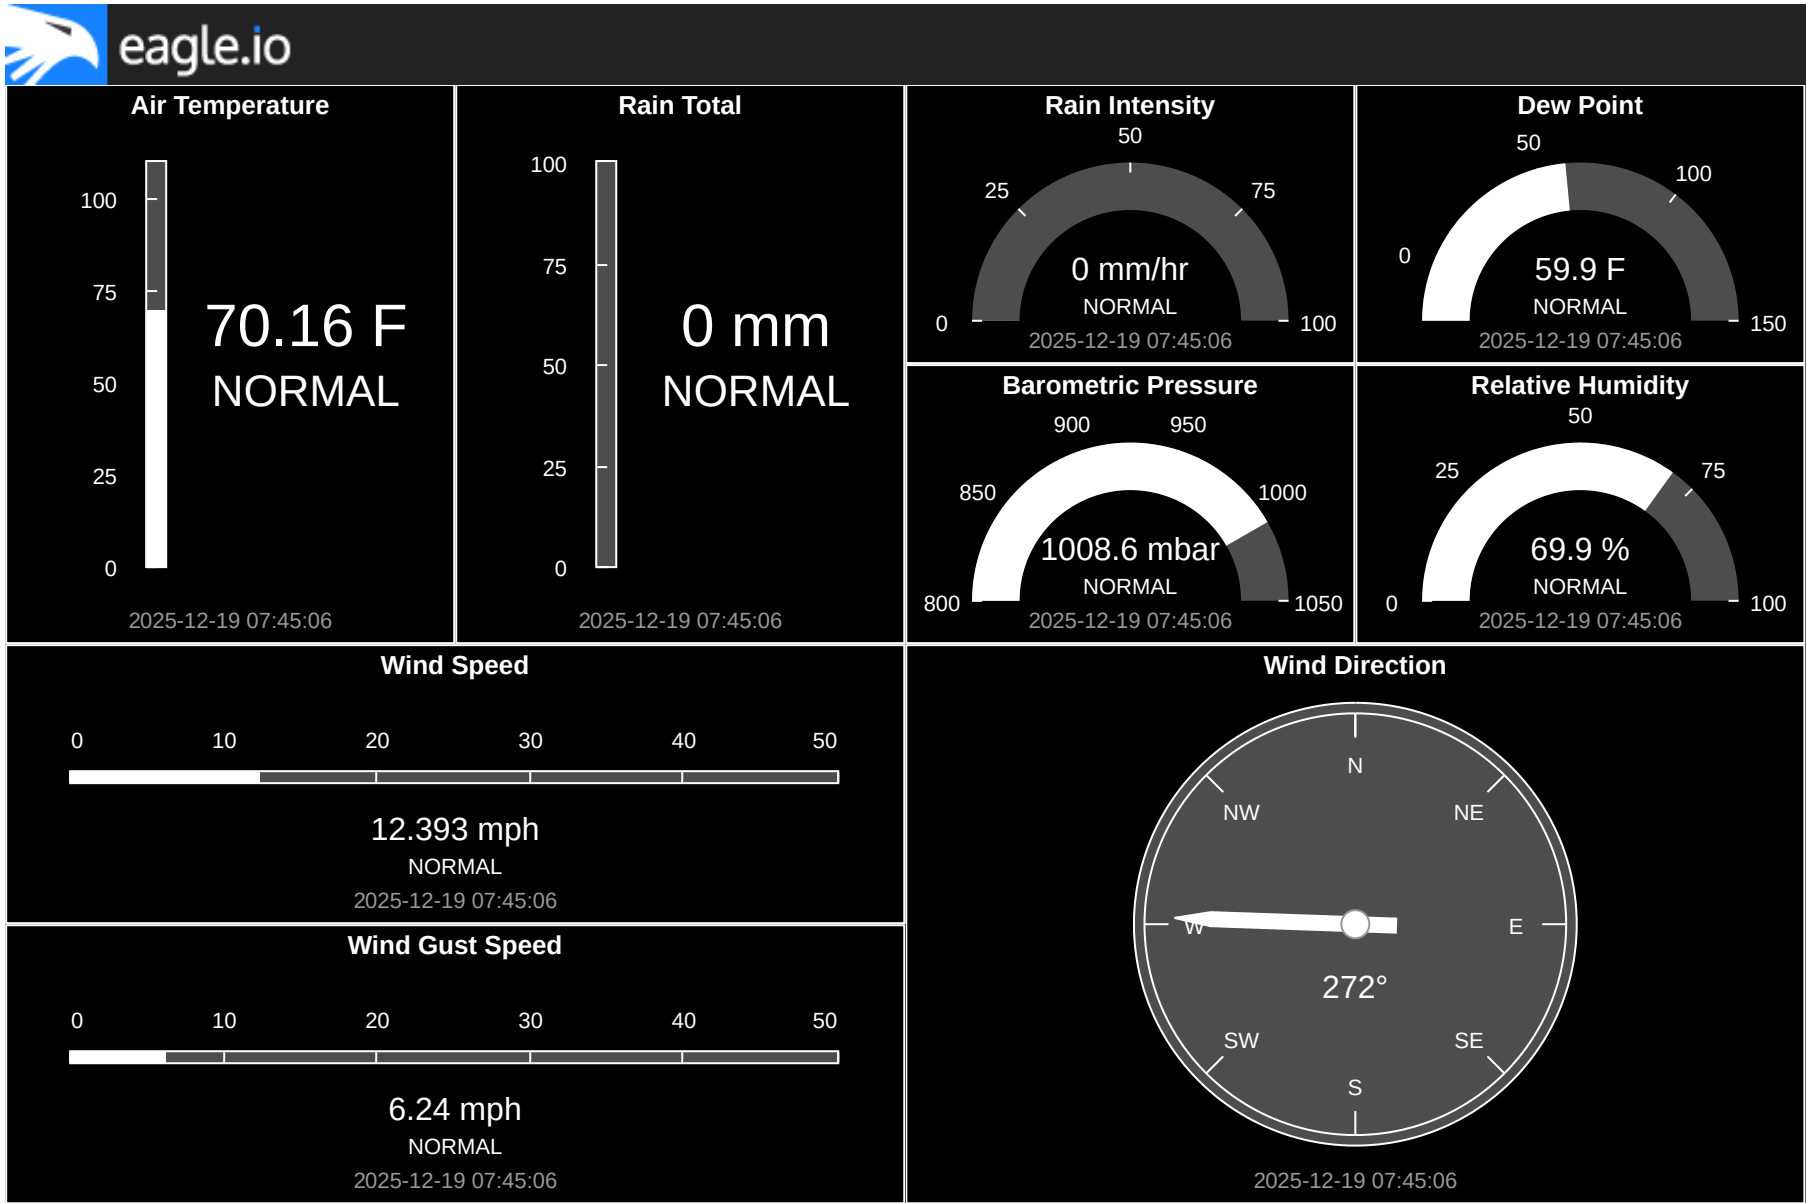 eagle.io
Air Temperature
100
75
50
25
0
70.16 F
NORMAL
2025-12-19 07:45:06
Rain Total
100
75
50
25
0
0 mm
NORMAL
2025-12-19 07:45:06
Rain Intensity
50
25
75
0
100
0 mm/hr
NORMAL
2025-12-19 07:45:06
Dew Point
50
100
0
150
59.9 F
NORMAL
2025-12-19 07:45:06
Barometric Pressure
900
950
850
1000
800
1050
1008.6 mbar
NORMAL
2025-12-19 07:45:06
Relative Humidity
50
25
75
0
100
69.9 %
NORMAL
2025-12-19 07:45:06
Wind Speed
0 10 20 30 40 50
12.393 mph
NORMAL
2025-12-19 07:45:06
Wind Gust Speed
0 10 20 30 40 50
6.24 mph
NORMAL
2025-12-19 07:45:06
Wind Direction
N
NW NE
W E
272°
SW SE
S
2025-12-19 07:45:06